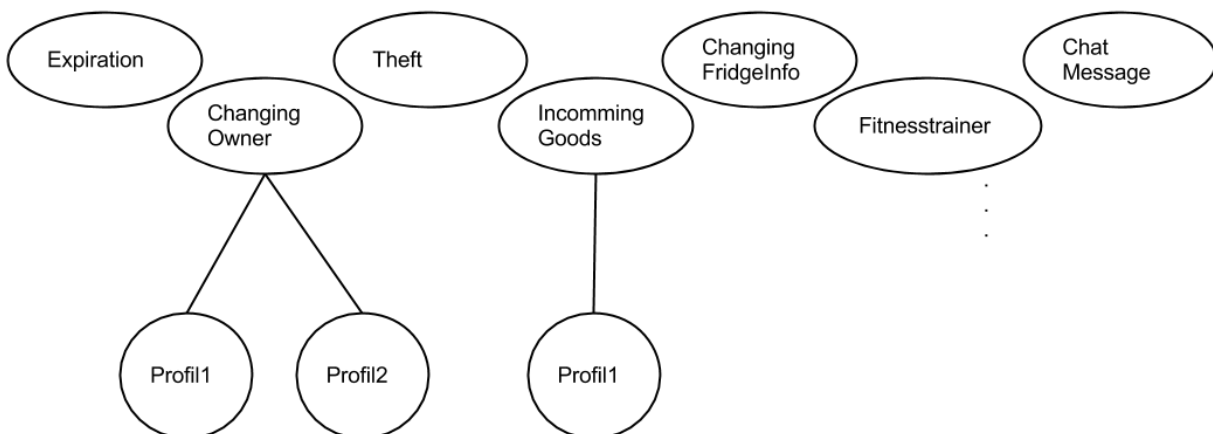 Expiration
Changing
Owner
Theft
Incomming
Goods
Changing
FridgeInfo
Fitnesstrainer
Chat
Message
Profil1
Profil2
Profil1